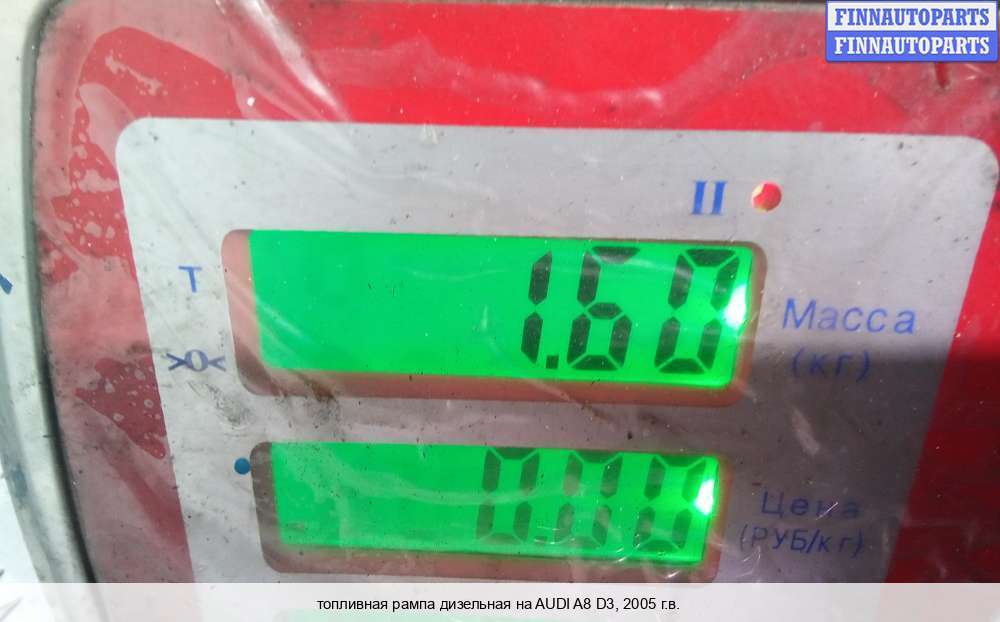 FINNAUTOPARTS
FINNAUTOPARTS
II
T
1.60
Масса
(кг)
>0<
0.00
Цена
(РУБ/кг)
топливная рампа дизельная на AUDI A8 D3, 2005 г.в.